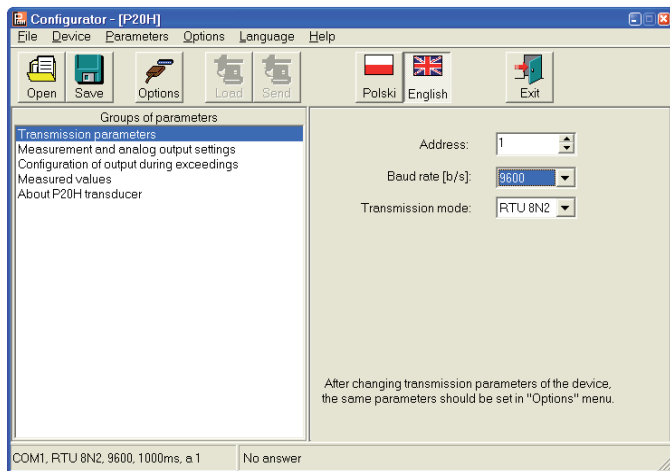 Configurator - [P20H]
File Device Parameters Options Language Help
Open Save Options Load Send Polski English Exit
Groups of parameters
Transmission parameters
Measurement and analog output settings
Configuration of output during exceedings
Measured values
About P20H transducer
Address: 1
Baud rate [b/s]: 9600
Transmission mode: RTU 8N2
After changing transmission parameters of the device,
the same parameters should be set in "Options" menu.
COM1, RTU 8N2, 9600, 1000ms, a.1 No answer